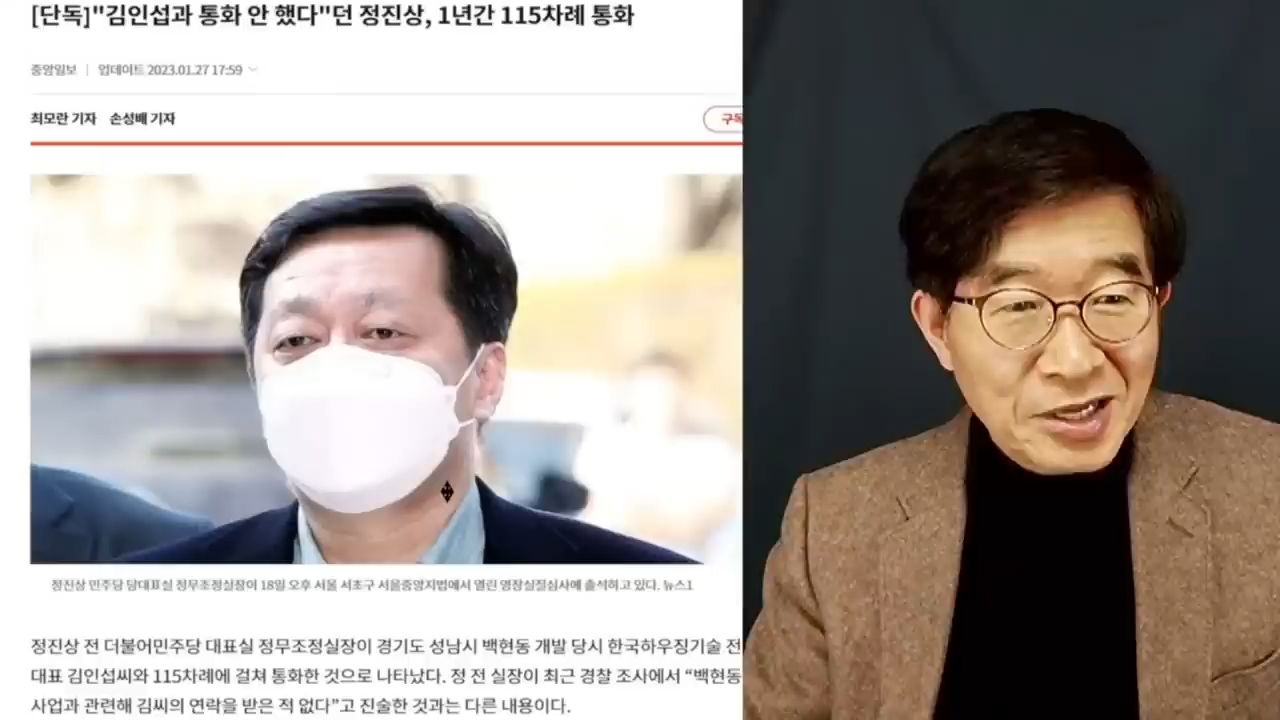 [단독]"김인섭과 통화 안 했다"던 정진상, 1년간 115차례 통화
중앙일보 | 업데이트 2023.01.27 17:59
최모란 기자 손성배 기자
구독
정진상 민주당 당대표실 정무조정실장이 18일 오후 서울 서초구 서울중앙지법에서 열린 영장실질심사에 출석하고 있다. 뉴스1
정진상 전 더불어민주당 대표실 정무조정실장이 경기도 성남시 백현동 개발 당시 한국하우징기술 전
대표 김인섭씨와 115차례에 걸쳐 통화한 것으로 나타났다. 정 전 실장이 최근 경찰 조사에서 “백현동
사업과 관련해 김씨의 연락을 받은 적 없다”고 진술한 것과는 다른 내용이다.